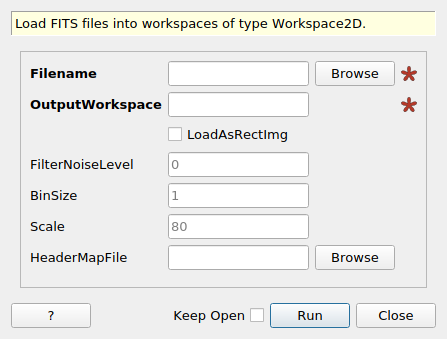 Load FITS files into workspaces of type Workspace2D.
Filename Browse *
OutputWorkspace *
LoadAsRectImg
FilterNoiseLevel 0
BinSize 1
Scale 80
HeaderMapFile Browse
? Keep Open Run Close